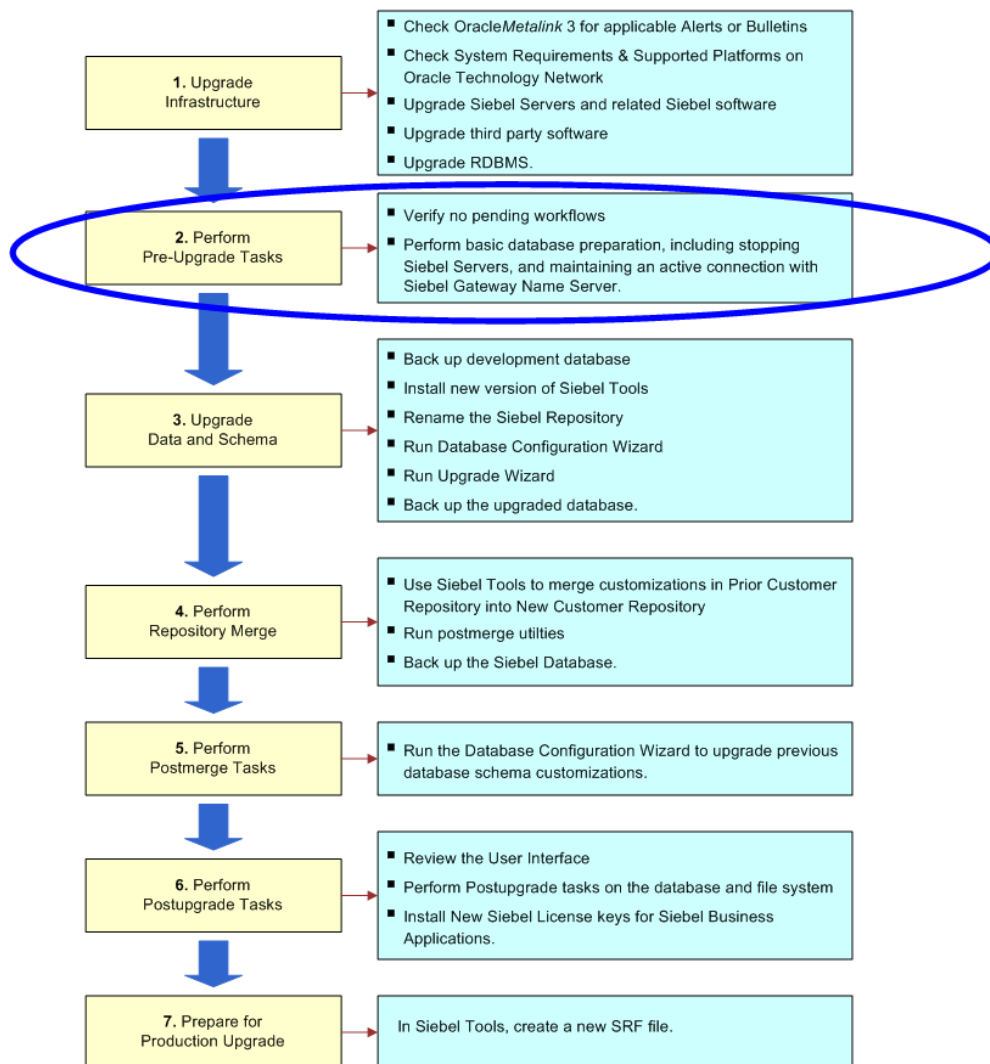 1. Upgrade
Infrastructure
▪ Check OracleMetalink 3 for applicable Alerts or Bulletins
▪ Check System Requirements & Supported Platforms on
Oracle Technology Network
▪ Upgrade Siebel Servers and related Siebel software
▪ Upgrade third party software
▪ Upgrade RDBMS.
2. Perform
Pre-Upgrade Tasks
▪ Verify no pending workflows
▪ Perform basic database preparation, including stopping
Siebel Servers, and maintaining an active connection with
Siebel Gateway Name Server.
3. Upgrade
Data and Schema
▪ Back up development database
▪ Install new version of Siebel Tools
▪ Rename the Siebel Repository
▪ Run Database Configuration Wizard
▪ Run Upgrade Wizard
▪ Back up the upgraded database.
4. Perform
Repository Merge
▪ Use Siebel Tools to merge customizations in Prior Customer
Repository into New Customer Repository
▪ Run postmerge utilties
▪ Back up the Siebel Database.
5. Perform
Postmerge Tasks
▪ Run the Database Configuration Wizard to upgrade previous
database schema customizations.
6. Perform
Postupgrade Tasks
▪ Review the User Interface
▪ Perform Postupgrade tasks on the database and file system
▪ Install New Siebel License keys for Siebel Business
Applications.
7. Prepare for
Production Upgrade
In Siebel Tools, create a new SRF file.